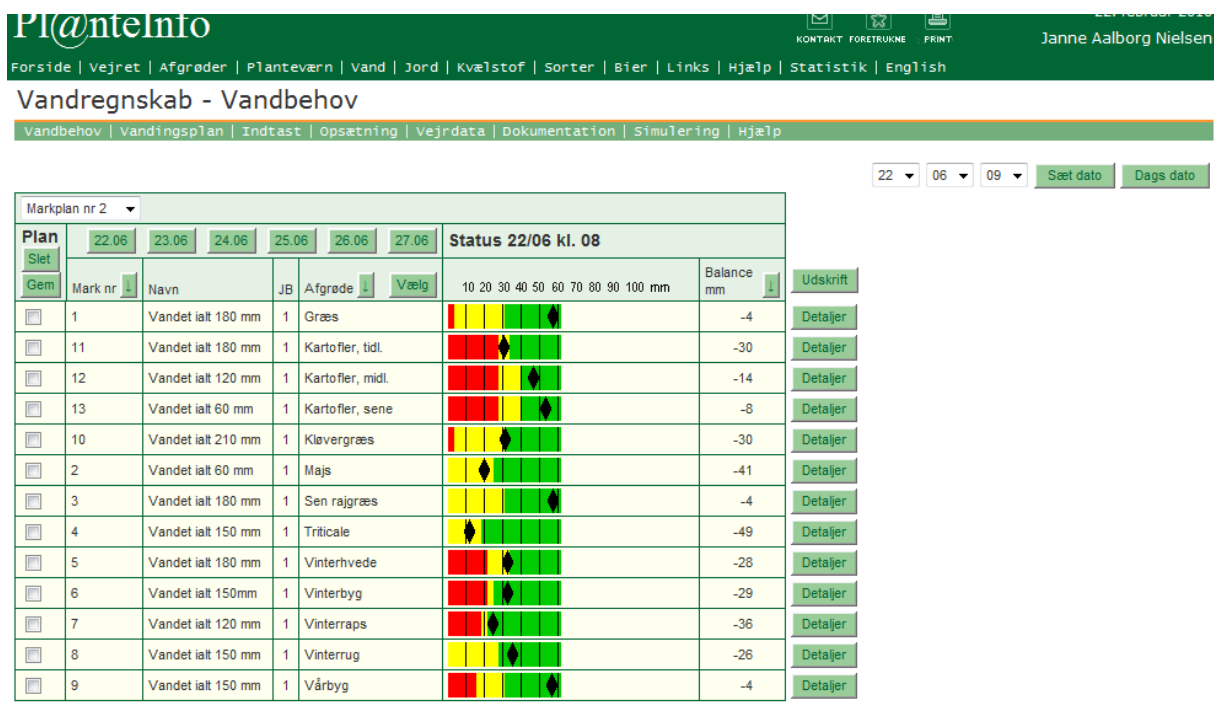 Pl@nteInfo
KONTAKT FORETRUKNE PRINT
22. februar 2010
Janne Aalborg Nielsen
Forside | Vejret | Afgrøder | Planteværn | Vand | Jord | Kvælstof | Sorter | Bier | Links | Hjælp | Statistik | English
Vandregnskab - Vandbehov
Vandbehov | Vandingsplan | Indtast | Opsætning | Vejrdata | Dokumentation | Simulering | Hjælp
22 06 09 Sæt dato Dags dato
Markplan nr 2
Plan 22.06 23.06 24.06 25.06 26.06 27.06 Status 22/06 kl. 08
Slet
Gem Mark nr ↓ Navn JB Afgrøde ↓ Vælg 10 20 30 40 50 60 70 80 90 100 mm Balance mm ↓ Udskrift
1 Vandet ialt 180 mm 1 Græs -4 Detaljer
11 Vandet ialt 180 mm 1 Kartofler, tidl. -30 Detaljer
12 Vandet ialt 120 mm 1 Kartofler, midl. -14 Detaljer
13 Vandet ialt 60 mm 1 Kartofler, sene -8 Detaljer
10 Vandet ialt 210 mm 1 Kløvergræs -30 Detaljer
2 Vandet ialt 60 mm 1 Majs -41 Detaljer
3 Vandet ialt 180 mm 1 Sen rajgræs -4 Detaljer
4 Vandet ialt 150 mm 1 Triticale -49 Detaljer
5 Vandet ialt 180 mm 1 Vinterhvede -28 Detaljer
6 Vandet ialt 150mm 1 Vinterbyg -29 Detaljer
7 Vandet ialt 120 mm 1 Vinterraps -36 Detaljer
8 Vandet ialt 150 mm 1 Vinterrug -26 Detaljer
9 Vandet ialt 150 mm 1 Vårbyg -4 Detaljer